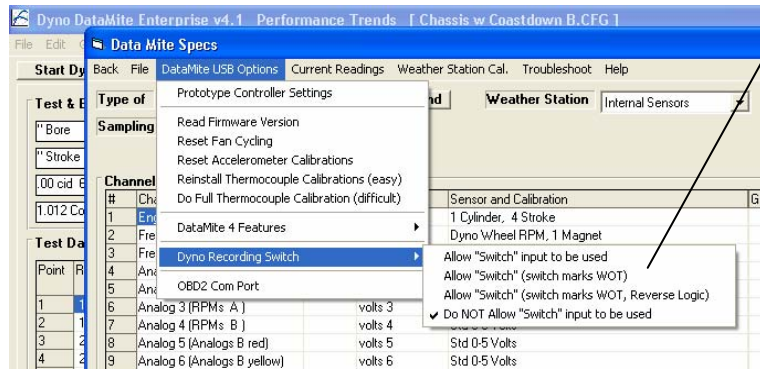 Dyno DataMite Enterprise v4.1 Performance Trends [ Chassis w Coastdown B.CFG ]
File Edit
Data Mite Specs
Start Dy
Back File DataMite USB Options Current Readings Weather Station Cal. Troubleshoot Help
Test &
Type of
Weather Station Internal Sensors
" Bore
Sampling
" Stroke
.00 cid
1.012
Prototype Controller Settings
Read Firmware Version
Reset Fan Cycling
Reset Accelerometer Calibrations
Reinstall Thermocouple Calibrations (easy)
Do Full Thermocouple Calibration (difficult)
DataMite 4 Features
Dyno Recording Switch
OBD2 Com Port
Allow "Switch" input to be used
Allow "Switch" (switch marks WOT)
Allow "Switch" (switch marks WOT, Reverse Logic)
Do NOT Allow "Switch" input to be used
Channel
# Sensor and Calibration
1 1 Cylinder, 4 Stroke
2 Dyno Wheel RPM, 1 Magnet
3
4
5
6 Analog 3 (RPMs A ) volts 3
7 Analog 4 (RPMs B ) volts 4
8 Analog 5 (Analogs B red) volts 5 Std 0-5 Volts
9 Analog 6 (Analogs B yellow) volts 6 Std 0-5 Volts
Test Da
Point
1
2
3
4